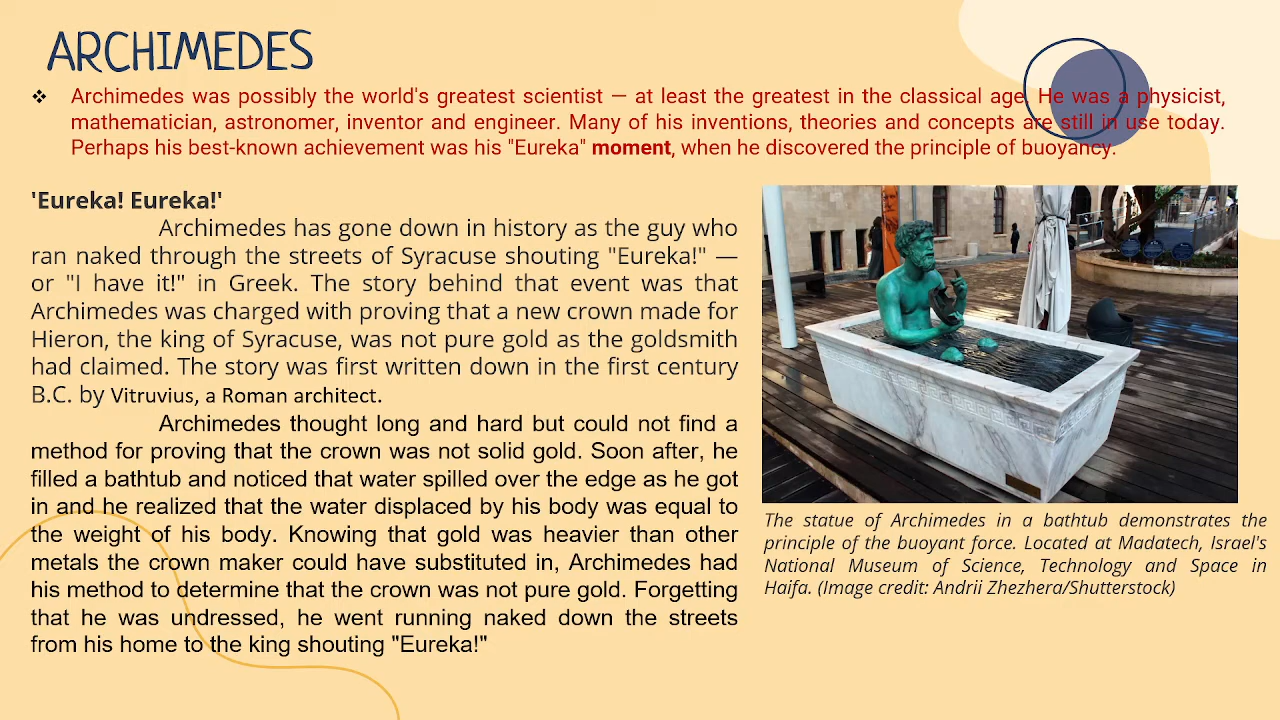 ARCHIMEDES
❖ Archimedes was possibly the world's greatest scientist — at least the greatest in the classical age. He was a physicist,
mathematician, astronomer, inventor and engineer. Many of his inventions, theories and concepts are still in use today.
Perhaps his best-known achievement was his "Eureka" moment, when he discovered the principle of buoyancy.
'Eureka! Eureka!'
Archimedes has gone down in history as the guy who
ran naked through the streets of Syracuse shouting "Eureka!" —
or "I have it!" in Greek. The story behind that event was that
Archimedes was charged with proving that a new crown made for
Hieron, the king of Syracuse, was not pure gold as the goldsmith
had claimed. The story was first written down in the first century
B.C. by Vitruvius, a Roman architect.
Archimedes thought long and hard but could not find a
method for proving that the crown was not solid gold. Soon after, he
filled a bathtub and noticed that water spilled over the edge as he got
in and he realized that the water displaced by his body was equal to
the weight of his body. Knowing that gold was heavier than other
metals the crown maker could have substituted in, Archimedes had
his method to determine that the crown was not pure gold. Forgetting
that he was undressed, he went running naked down the streets
from his home to the king shouting "Eureka!"
The statue of Archimedes in a bathtub demonstrates the
principle of the buoyant force. Located at Madatech, Israel's
National Museum of Science, Technology and Space in
Haifa. (Image credit: Andrii Zhezhera/Shutterstock)